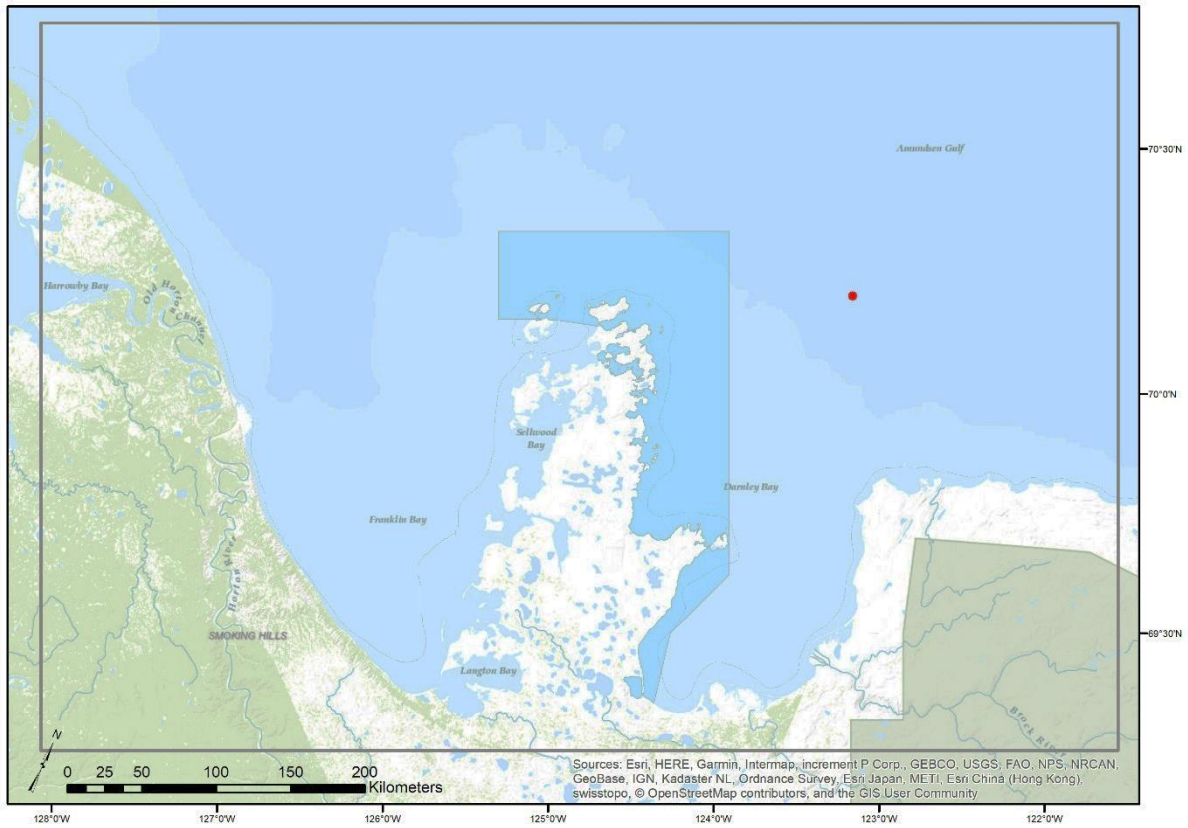 Amundsen Gulf
70°30'N
Harrowby Bay
Old Horton Channel
70°0'N
Sellwood
Bay
Darnley Bay
Franklin Bay
Horton River
SMOKING HILLS
69°30'N
Langton Bay
Brock River
N
0 25 50 100 150 200
Kilometers
Sources: Esri, HERE, Garmin, Intermap, increment P Corp., GEBCO, USGS, FAO, NPS, NRCAN,
GeoBase, IGN, Kadaster NL, Ordnance Survey, Esri Japan, METI, Esri China (Hong Kong),
swisstopo, © OpenStreetMap contributors, and the GIS User Community
128°0'W 127°0'W 126°0'W 125°0'W 124°0'W 123°0'W 122°0'W